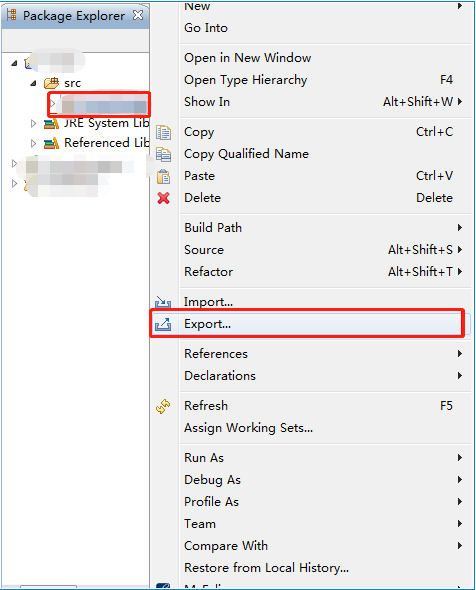 Package Explorer
src
JRE System Lib
Referenced Lib
New
Go Into
Open in New Window
Open Type Hierarchy F4
Show In Alt+Shift+W
Copy Ctrl+C
Copy Qualified Name
Paste Ctrl+V
Delete Delete
Build Path
Source Alt+Shift+S
Refactor Alt+Shift+T
Import...
Export...
References
Declarations
Refresh F5
Assign Working Sets...
Run As
Debug As
Profile As
Team
Compare With
Restore from Local History...